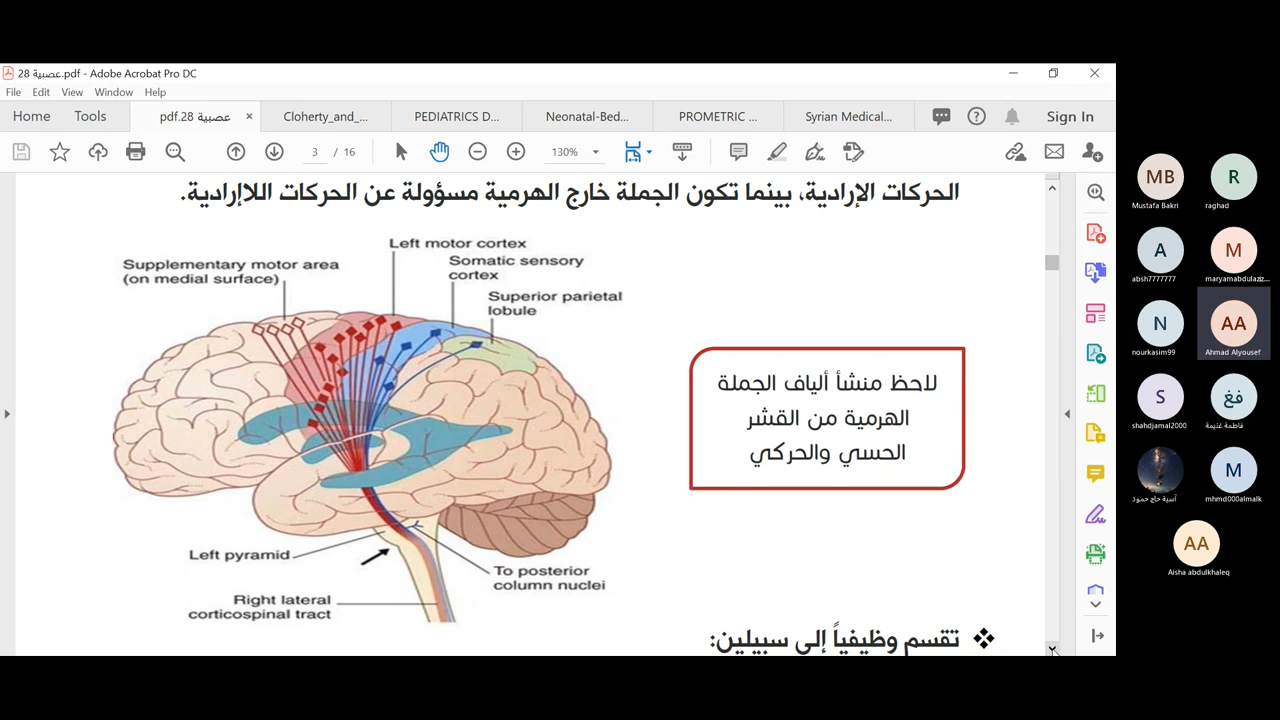 عصبية 28.pdf - Adobe Acrobat Pro DC
File Edit View Window Help
Home Tools عصبية 28.pdf × Cloherty_and_... PEDIATRICS D... Neonatal-Bed... PROMETRIC ... Syrian Medical... Sign In
3 / 16 130%
الحركات الإرادية، بينما تكون الجملة خارج الهرمية مسؤولة عن الحركات اللاإرادية.
Left motor cortex
Supplementary motor area
(on medial surface)
Somatic sensory
cortex
Superior parietal
lobule
لاحظ منشأ ألياف الجملة
الهرمية من القشر
الحسي والحركي
Left pyramid
To posterior
column nuclei
Right lateral
corticospinal tract
❖ تقسم وظيفياً إلى سبيلين:
MB R
Mustafa Bakri raghad
A M
absh7777777 maryamabdulaziz...
N AA
nourkasim99 Ahmad Alyousef
S فغ
shahdjamal2000 فاطمة غنيمة
M
آسية حاج حمود mhmd000almalk
AA
Aisha abdulkhaleq